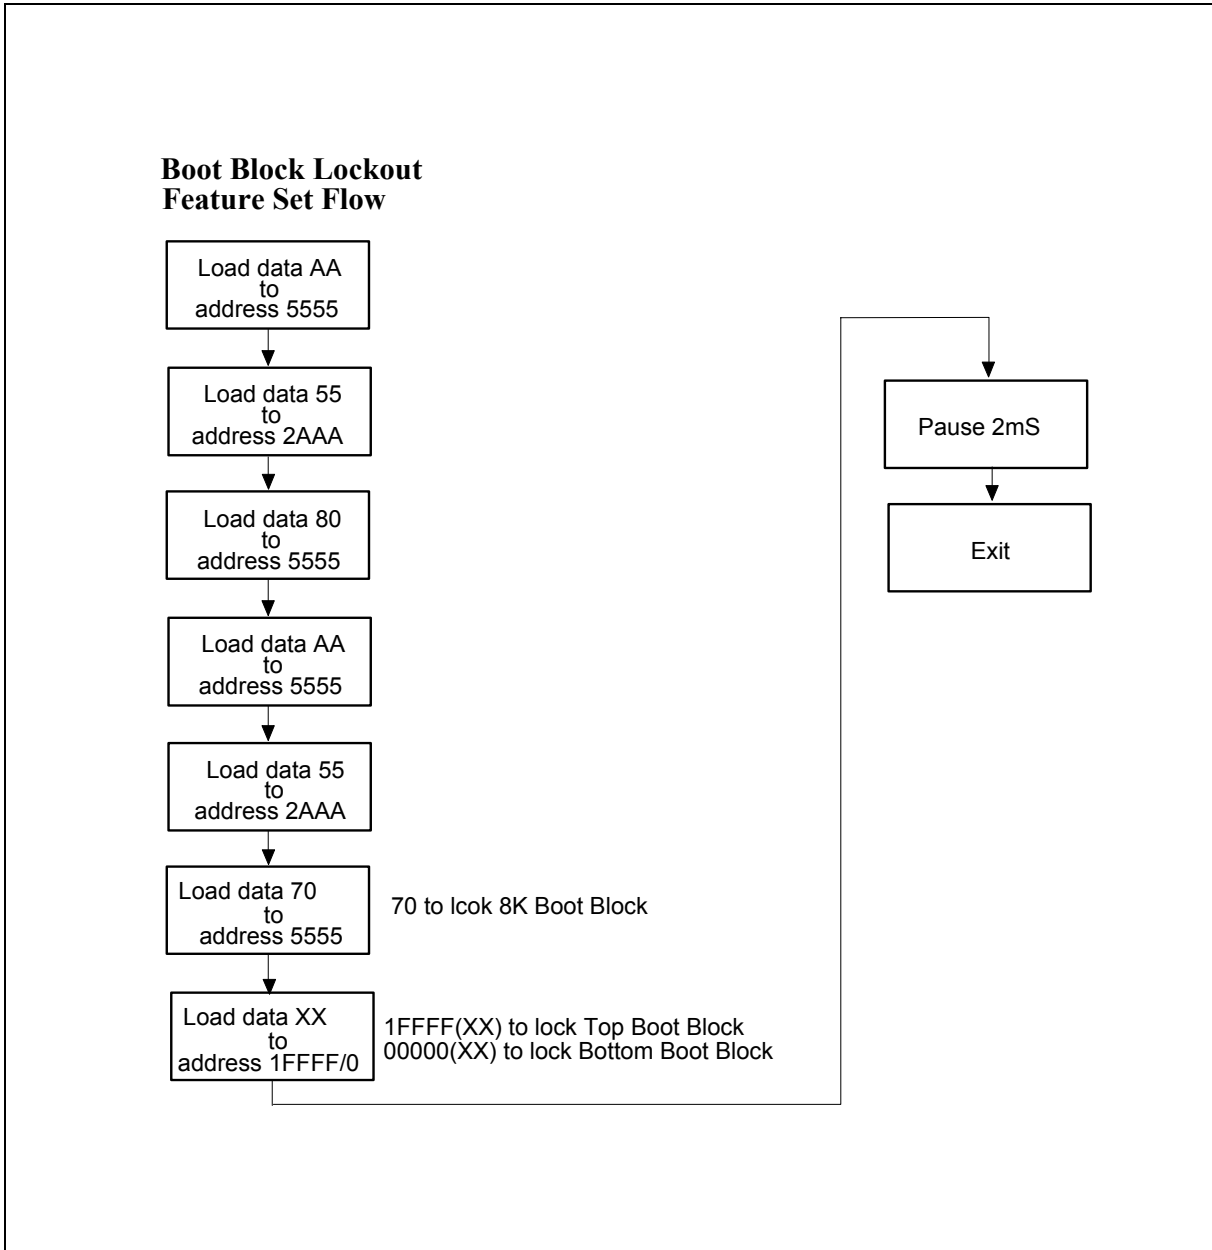 Boot Block Lockout
Feature Set Flow
Load data AA
to
address 5555
Load data 55
to
address 2AAA
Load data 80
to
address 5555
Load data AA
to
address 5555
Load data 55
to
address 2AAA
Load data 70
to
address 5555
70 to lcok 8K Boot Block
Load data XX
to
address 1FFFF/0
1FFFF(XX) to lock Top Boot Block
00000(XX) to lock Bottom Boot Block
Pause 2mS
Exit